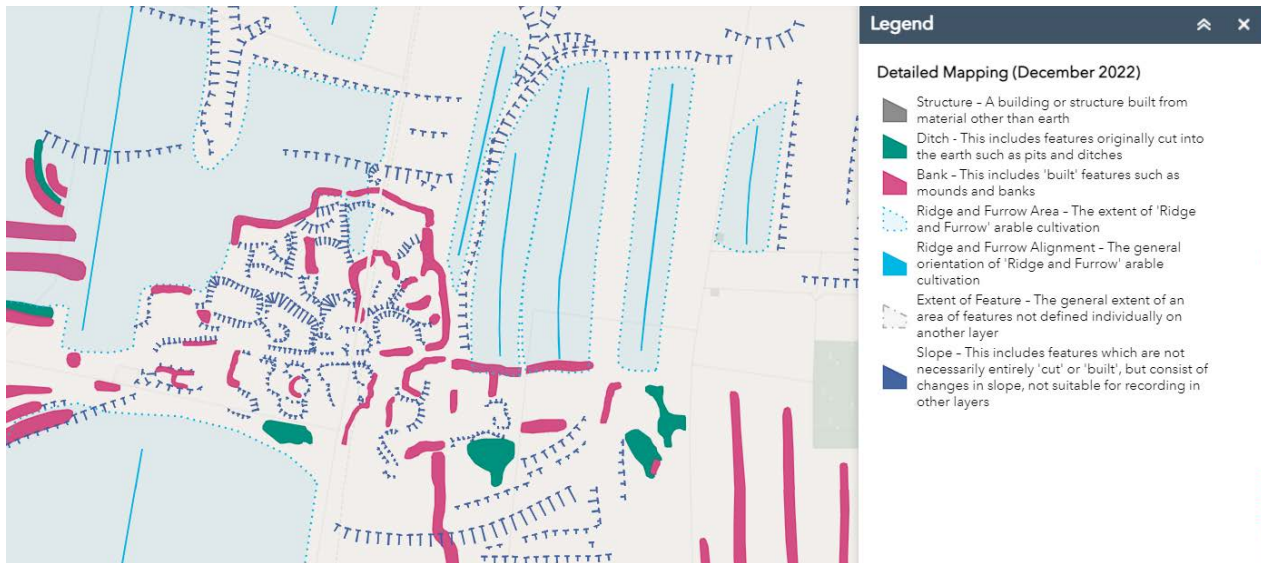 Legend
Detailed Mapping (December 2022)
Structure - A building or structure built from
material other than earth
Ditch - This includes features originally cut into
the earth such as pits and ditches
Bank - This includes 'built' features such as
mounds and banks
Ridge and Furrow Area - The extent of 'Ridge
and Furrow' arable cultivation
Ridge and Furrow Alignment - The general
orientation of 'Ridge and Furrow' arable
cultivation
Extent of Feature - The general extent of an
area of features not defined individually on
another layer
Slope - This includes features which are not
necessarily entirely 'cut' or 'built', but consist of
changes in slope, not suitable for recording in
other layers